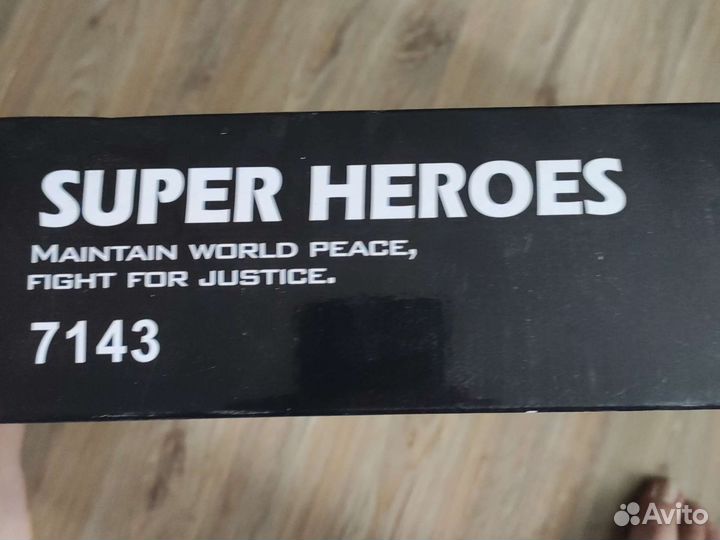 SUPER HEROES
MAINTAIN WORLD PEACE,
FIGHT FOR JUSTICE.
7143
Avito